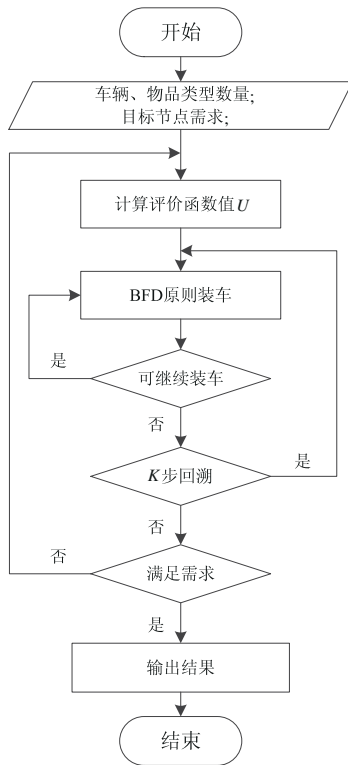 开始
车辆、物品类型数量;
目标节点需求;
计算评价函数值U
BFD原则装车
是
可继续装车
否
K步回溯
是
否
否
满足需求
是
输出结果
结束